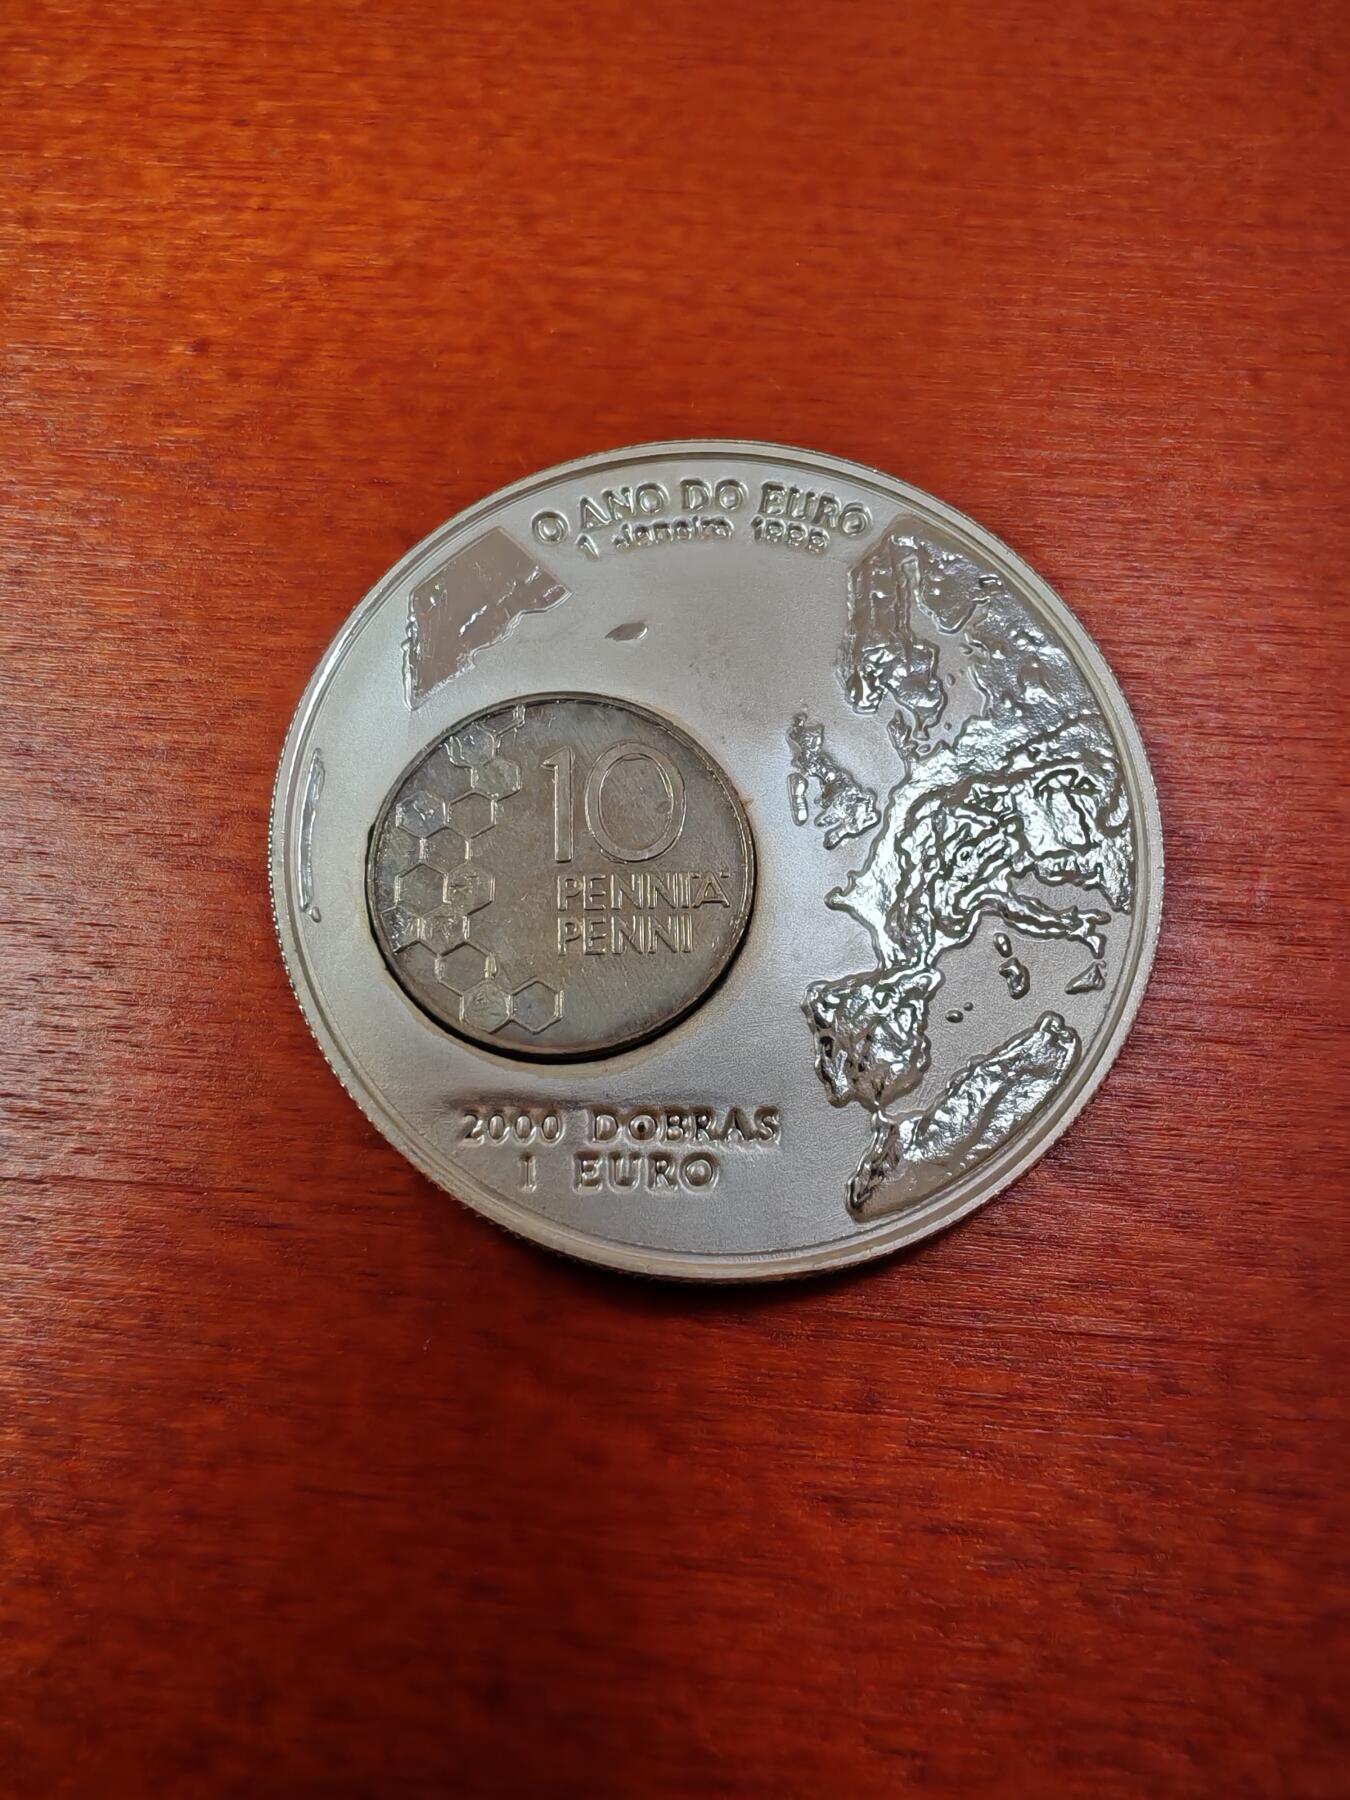 O ANO DO EURO
1 Janeiro 1999
10
PENNIÄ
PENNI
2000 DOBRAS
1 EURO